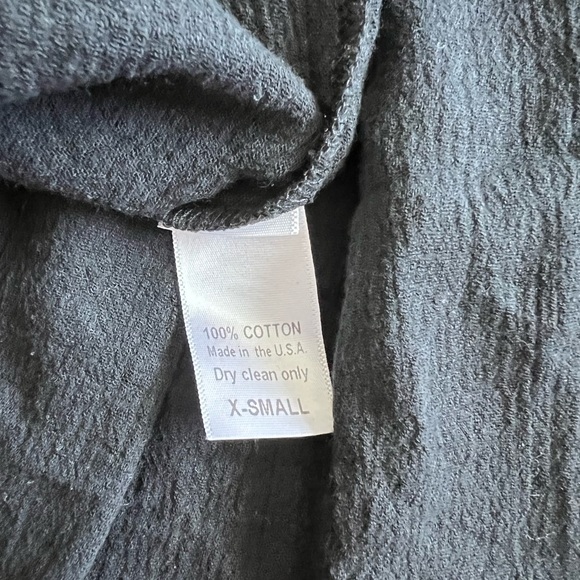 100% COTTON
Made in the U.S.A.
Dry clean only
X-SMALL